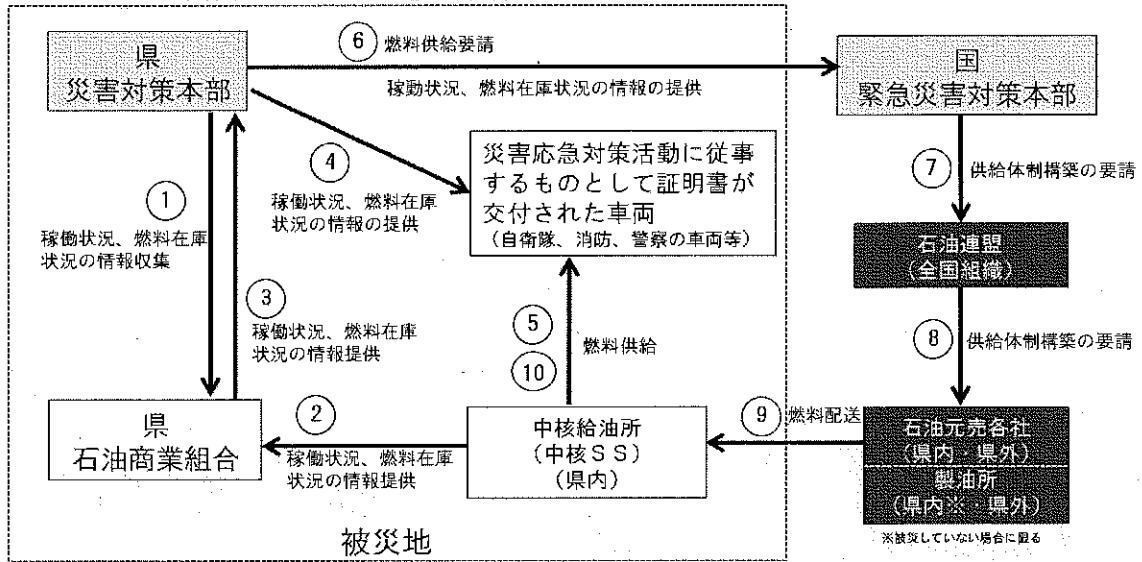 県
災害対策本部
⑥ 燃料供給要請
稼動状況、燃料在庫状況の情報の提供
国
緊急災害対策本部
①
稼働状況、燃料在庫
状況の情報収集
③
稼働状況、燃料在庫
状況の情報提供
④
稼働状況、燃料在庫
状況の情報の提供
災害応急対策活動に従事
するものとして証明書が
交付された車両
（自衛隊、消防、警察の車両等）
⑦ 供給体制構築の要請
石油連盟
（全国組織）
⑤
⑩
燃料供給
⑧ 供給体制構築の要請
県
石油商業組合
②
稼働状況、燃料在庫
状況の情報提供
中核給油所
（中核ＳＳ）
（県内）
⑨ 燃料配送
石油元売各社
（県内・県外）
製油所
（県内※・県外）
※被災していない場合に限る
被災地